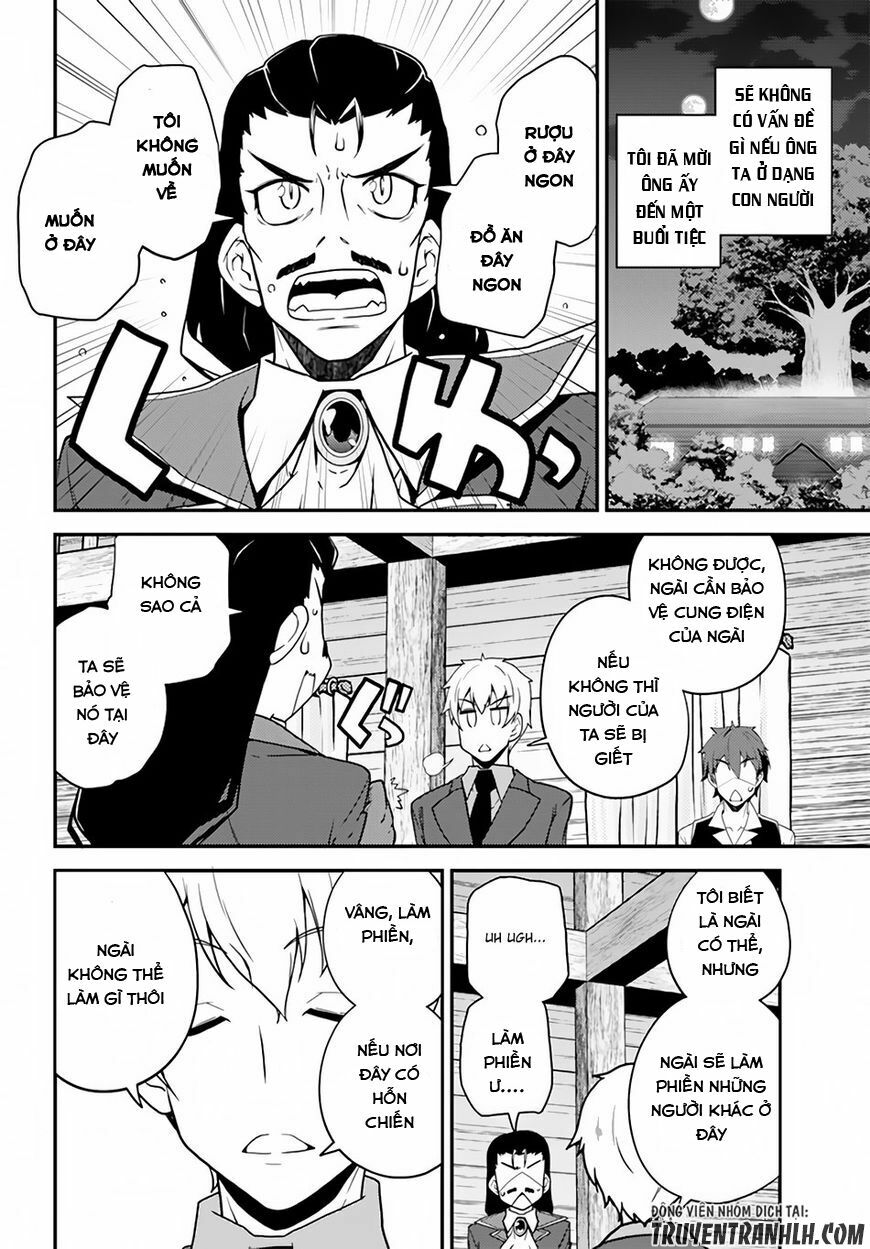 SẼ KHÔNG
CÓ VẤN ĐỀ
GÌ NẾU ÔNG
TA Ở DẠNG
CON NGƯỜI
TÔI ĐÃ MỜI
ÔNG ẤY
ĐẾN MỘT
BUỔI TIỆC
RƯỢU
Ở ĐÂY
NGON
ĐỒ ĂN
ĐÂY
NGON
TÔI
KHÔNG
MUỐN
VỀ
MUỐN
Ở ĐÂY
くわっ
KHÔNG ĐƯỢC,
NGÀI CẦN BẢO
VỆ CUNG ĐIỆN
CỦA NGÀI
NẾU
KHÔNG THÌ
NGƯỜI CỦA
TA SẼ BỊ
GIẾT
KHÔNG
SAO CẢ
TA SẼ
BẢO VỆ
NÓ TẠI
ĐÂY
ぐっ
TÔI BIẾT
LÀ NGÀI
CÓ THỂ,
NHƯNG
NGÀI SẼ LÀM
PHIỀN NHỮNG
NGƯỜI KHÁC Ở
ĐÂY
UH UGH...
LÀM
PHIỀN
Ư....
VÂNG, LÀM
PHIỀN,
NẾU NƠI
ĐÂY CÓ
HỖN
CHIẾN
NGÀI
KHÔNG THỂ
LÀM GÌ THÔI
ĐỘNG VIÊN NHÓM DỊCH TẠI:
TRUYENTRANHLH.COM